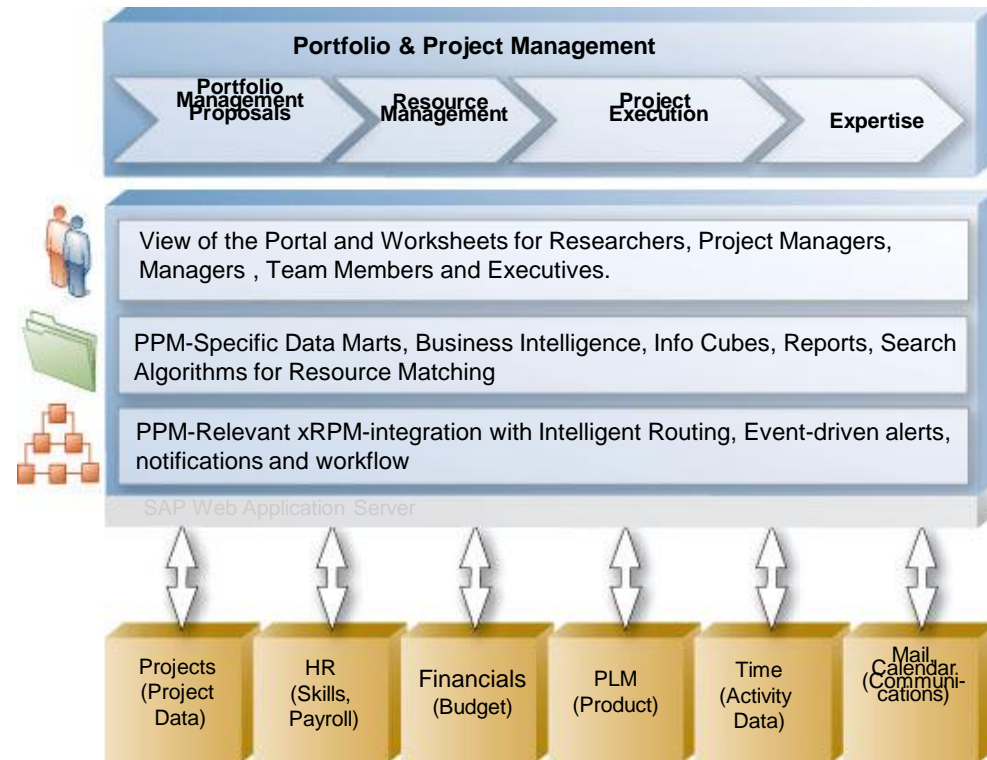 Portfolio & Project Management
Portfolio
Management
Proposals
Resource
Management
Project
Execution
Expertise
View of the Portal and Worksheets for Researchers, Project Managers,
Managers , Team Members and Executives.
PPM-Specific Data Marts, Business Intelligence, Info Cubes, Reports, Search
Algorithms for Resource Matching
PPM-Relevant xRPM-integration with Intelligent Routing, Event-driven alerts,
notifications and workflow
SAP Web Application Server
Projects
(Project
Data)
HR
(Skills,
Payroll)
Financials
(Budget)
PLM
(Product)
Time
(Activity
Data)
Mail,
Calendar
(Communi-
cations)